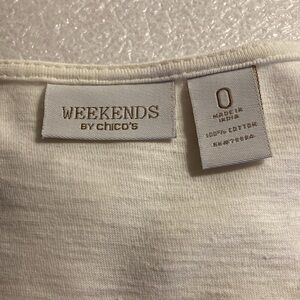 WEEKENDS
BY CHICO'S
0
MADE IN
INDIA
100% COTTON